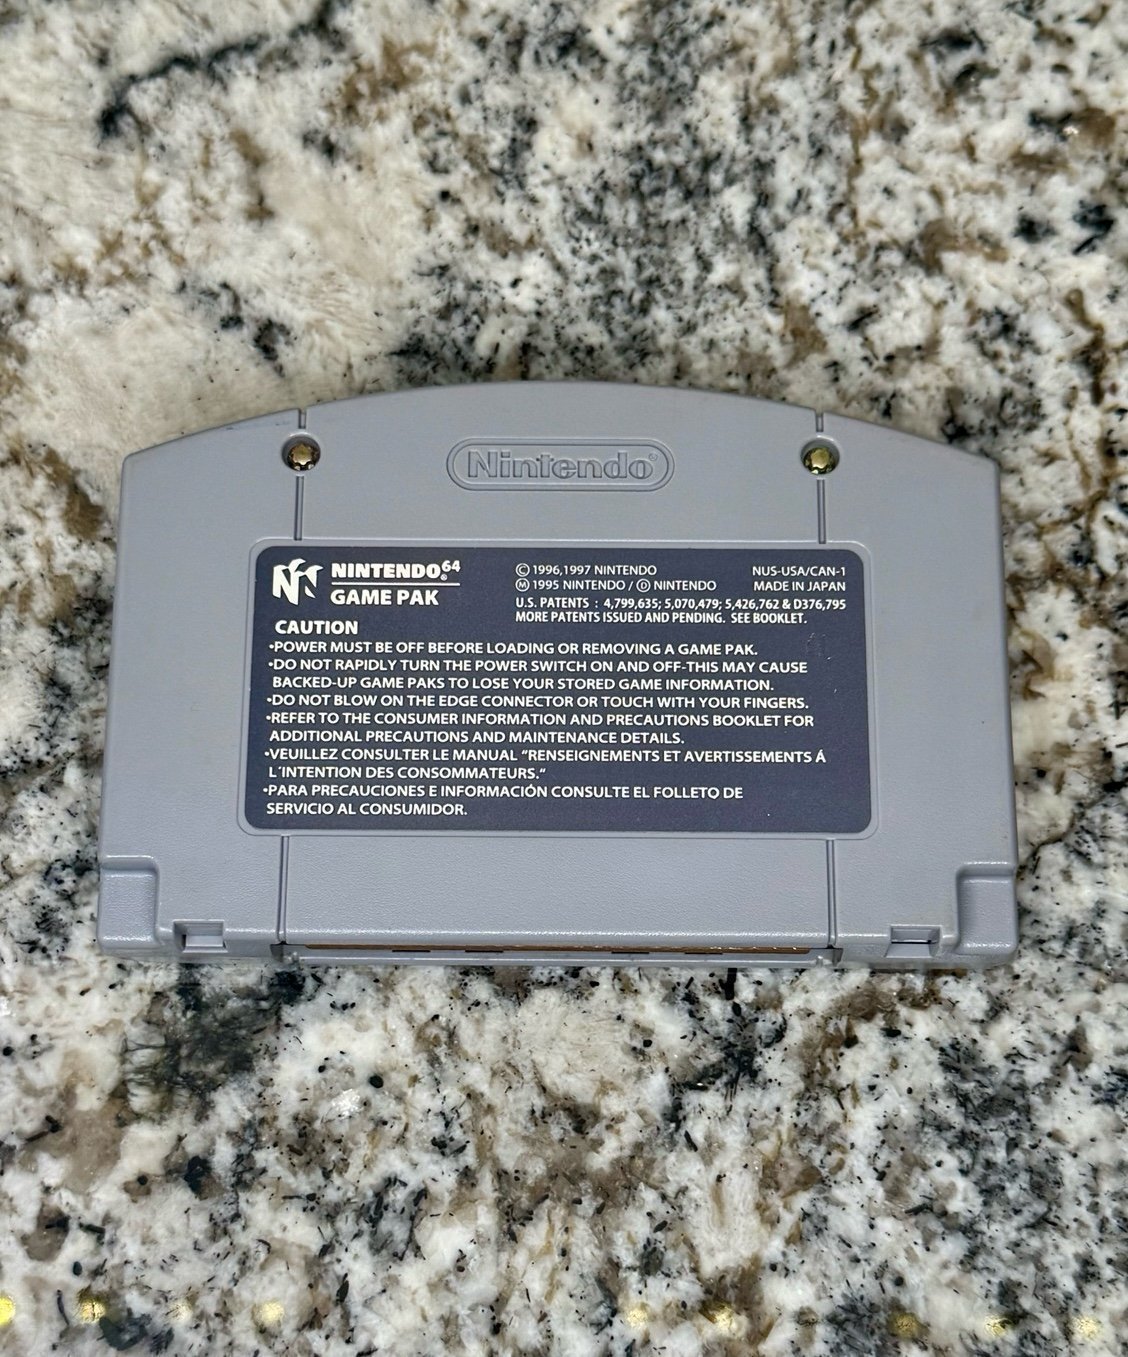 Nintendo®
NINTENDO64®
GAME PAK
© 1996,1997 NINTENDO
Ⓜ 1995 NINTENDO / Ⓓ NINTENDO
NUS-USA/CAN-1
MADE IN JAPAN
U.S. PATENTS : 4,799,635; 5,070,479; 5,426,762 & D376,795
MORE PATENTS ISSUED AND PENDING. SEE BOOKLET.
CAUTION
•POWER MUST BE OFF BEFORE LOADING OR REMOVING A GAME PAK.
•DO NOT RAPIDLY TURN THE POWER SWITCH ON AND OFF-THIS MAY CAUSE
BACKED-UP GAME PAKS TO LOSE YOUR STORED GAME INFORMATION.
•DO NOT BLOW ON THE EDGE CONNECTOR OR TOUCH WITH YOUR FINGERS.
•REFER TO THE CONSUMER INFORMATION AND PRECAUTIONS BOOKLET FOR
ADDITIONAL PRECAUTIONS AND MAINTENANCE DETAILS.
•VEUILLEZ CONSULTER LE MANUAL "RENSEIGNEMENTS ET AVERTISSEMENTS Á
L'INTENTION DES CONSOMMATEURS."
•PARA PRECAUCIONES E INFORMACIÓN CONSULTE EL FOLLETO DE
SERVICIO AL CONSUMIDOR.